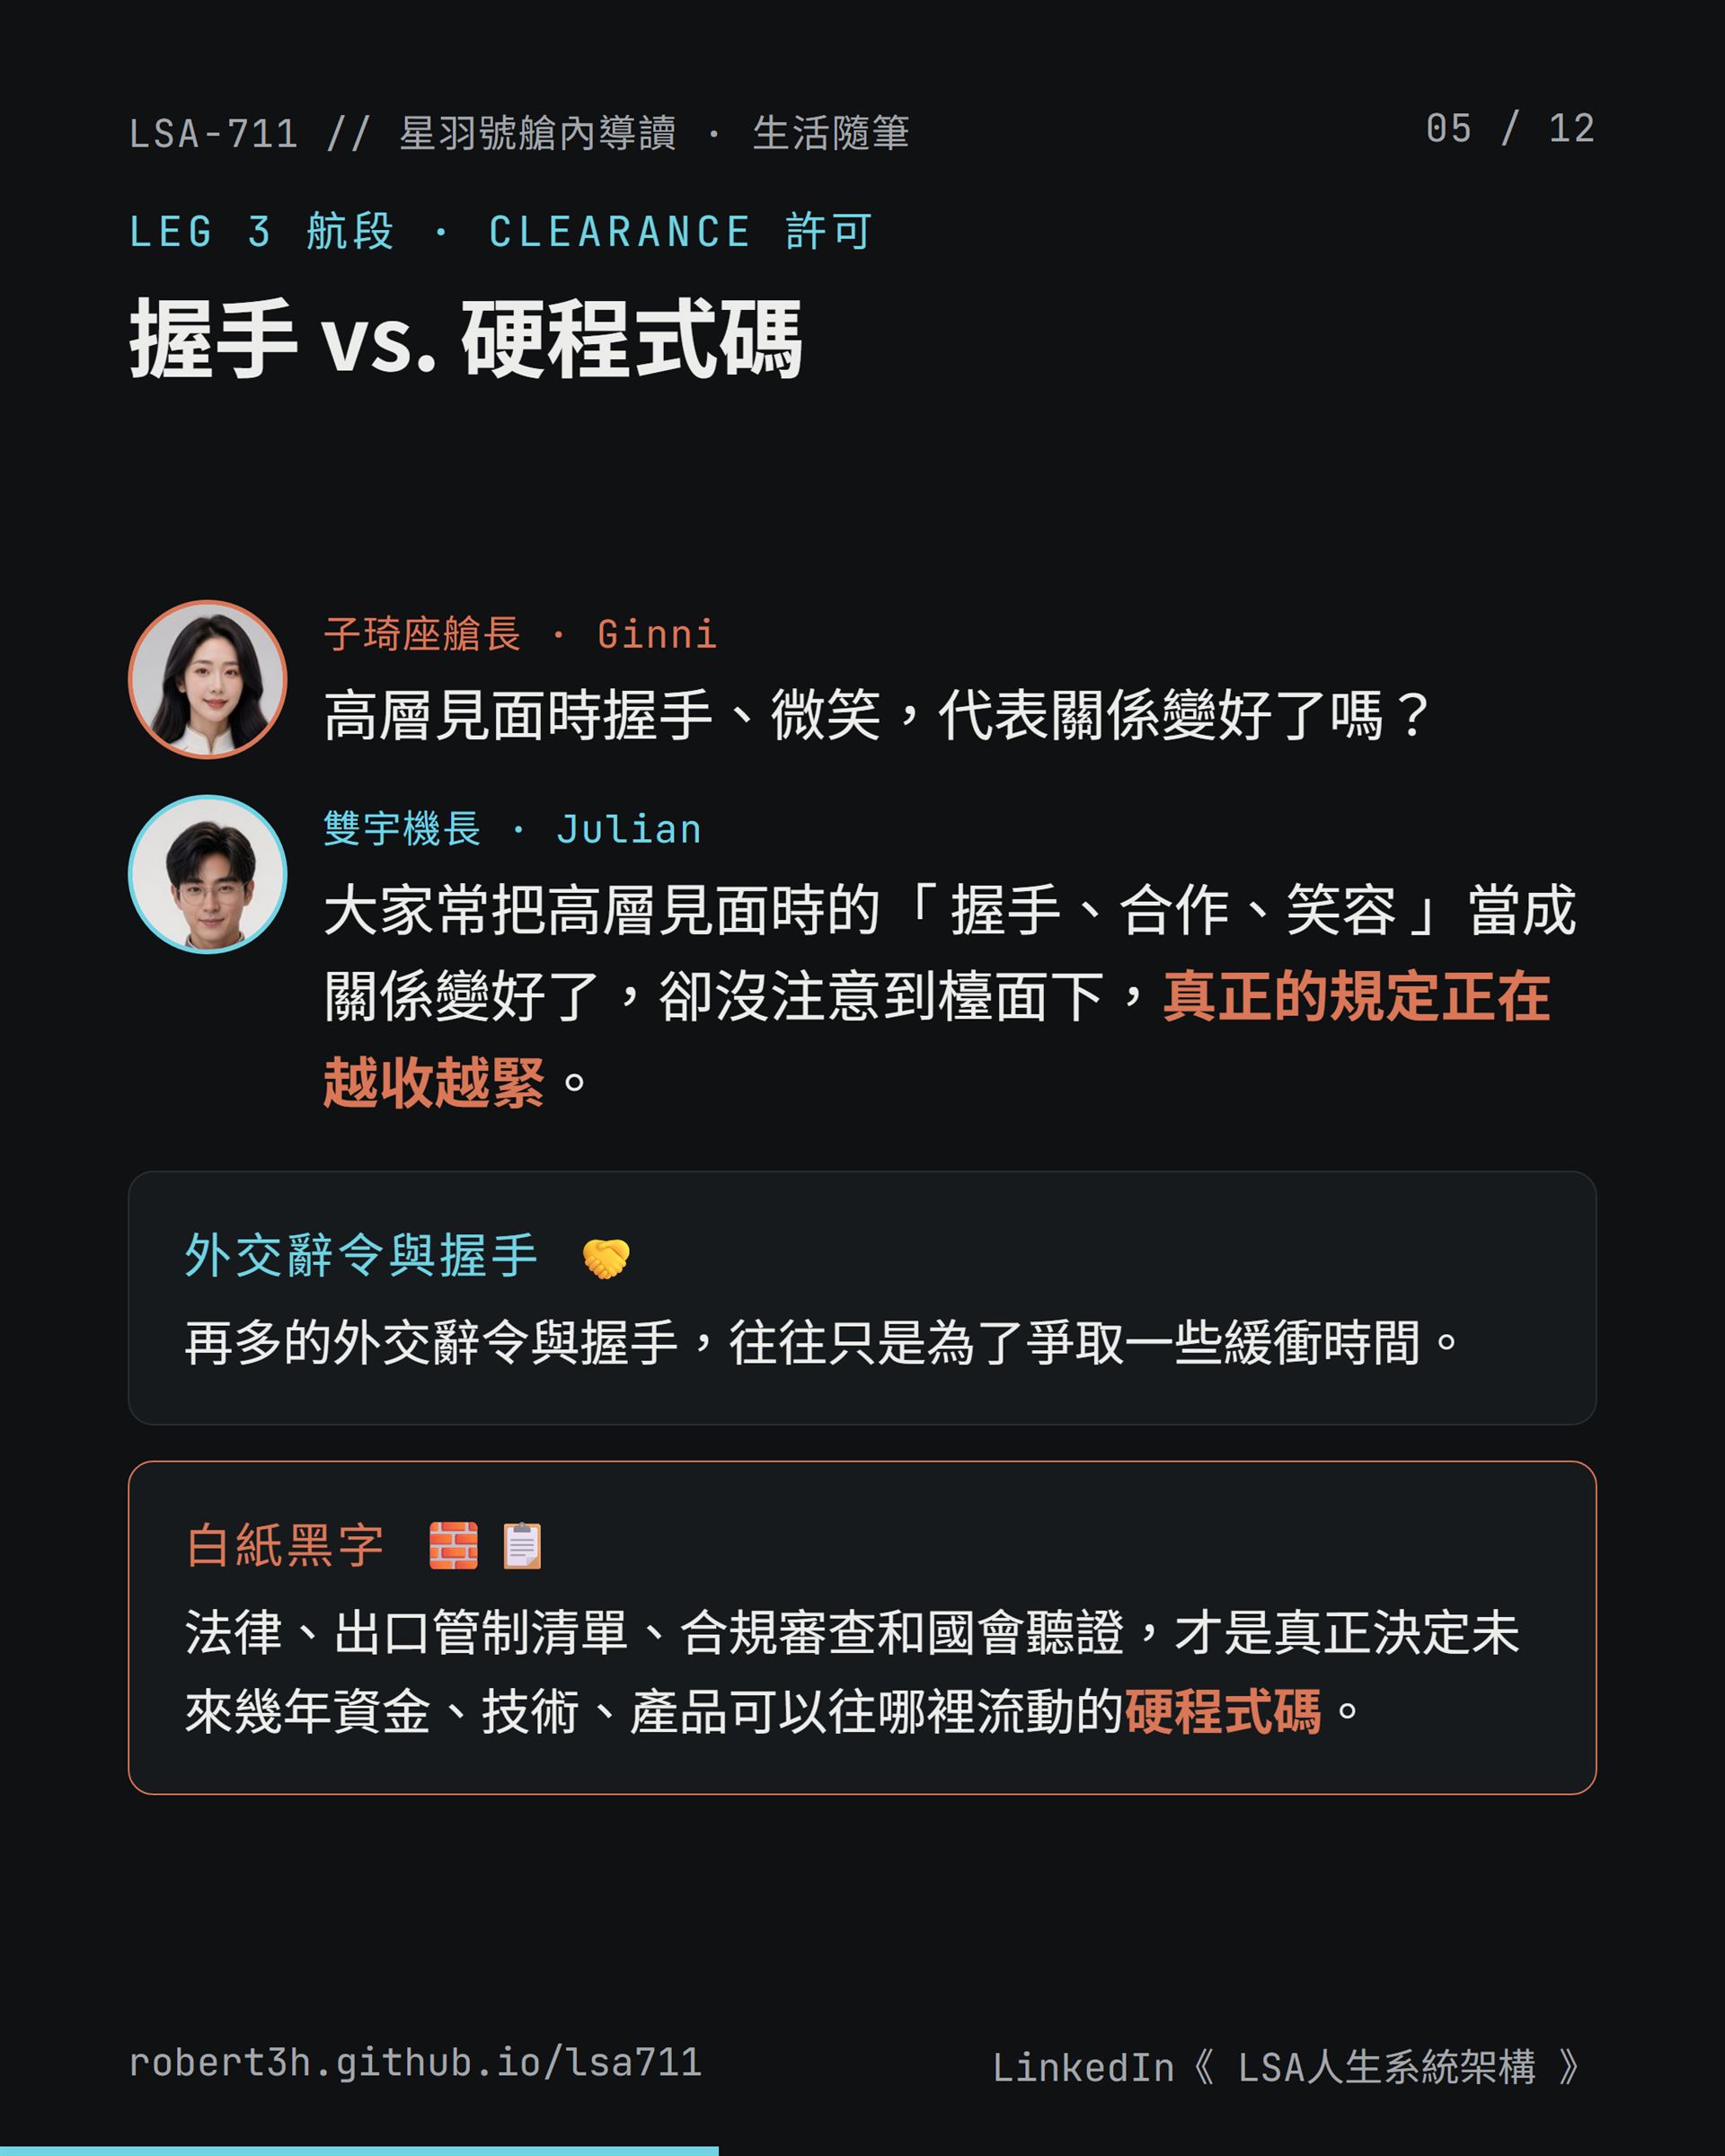 LSA-711 // 星羽號艙內導讀 · 生活隨筆
05 / 12
LEG 3 航段 · CLEARANCE 許可
握手 vs. 硬程式碼
子琦座艙長 · Ginni
高層見面時握手、微笑，代表關係變好了嗎？
雙宇機長 · Julian
大家常把高層見面時的「握手、合作、笑容」當成
關係變好了，卻沒注意到檯面下，真正的規定正在
越收越緊。
外交辭令與握手 🤝
再多的外交辭令與握手，往往只是為了爭取一些緩衝時間。
白紙黑字 🧱 📋
法律、出口管制清單、合規審查和國會聽證，才是真正決定未
來幾年資金、技術、產品可以往哪裡流動的硬程式碼。
robert3h.github.io/lsa711
LinkedIn《 LSA人生系統架構 》